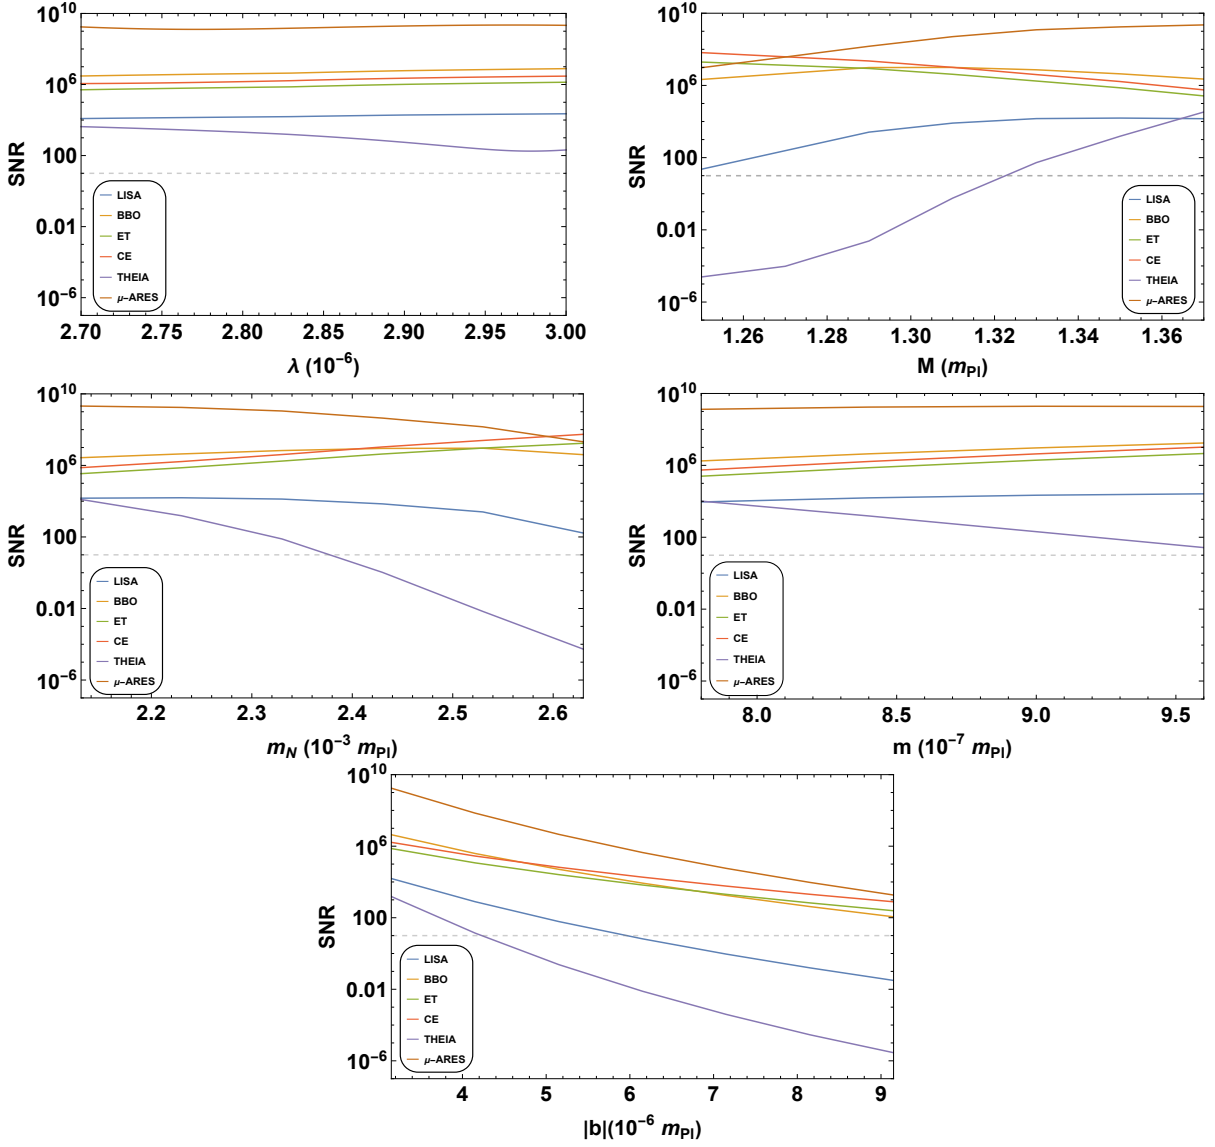 10^10
10^6
100
0.01
10^-6
SNR
LISA
BBO
ET
CE
THEIA
μ-ARES
2.70 2.75 2.80 2.85 2.90 2.95 3.00
λ (10^-6)
10^10
10^6
100
0.01
10^-6
SNR
LISA
BBO
ET
CE
THEIA
μ-ARES
1.26 1.28 1.30 1.32 1.34 1.36
M (m_Pl)
10^10
10^6
100
0.01
10^-6
SNR
LISA
BBO
ET
CE
THEIA
μ-ARES
2.2 2.3 2.4 2.5 2.6
m_N (10^-3 m_Pl)
10^10
10^6
100
0.01
10^-6
SNR
LISA
BBO
ET
CE
THEIA
μ-ARES
8.0 8.5 9.0 9.5
m (10^-7 m_Pl)
10^10
10^6
100
0.01
10^-6
SNR
LISA
BBO
ET
CE
THEIA
μ-ARES
4 5 6 7 8 9
|b|(10^-6 m_Pl)